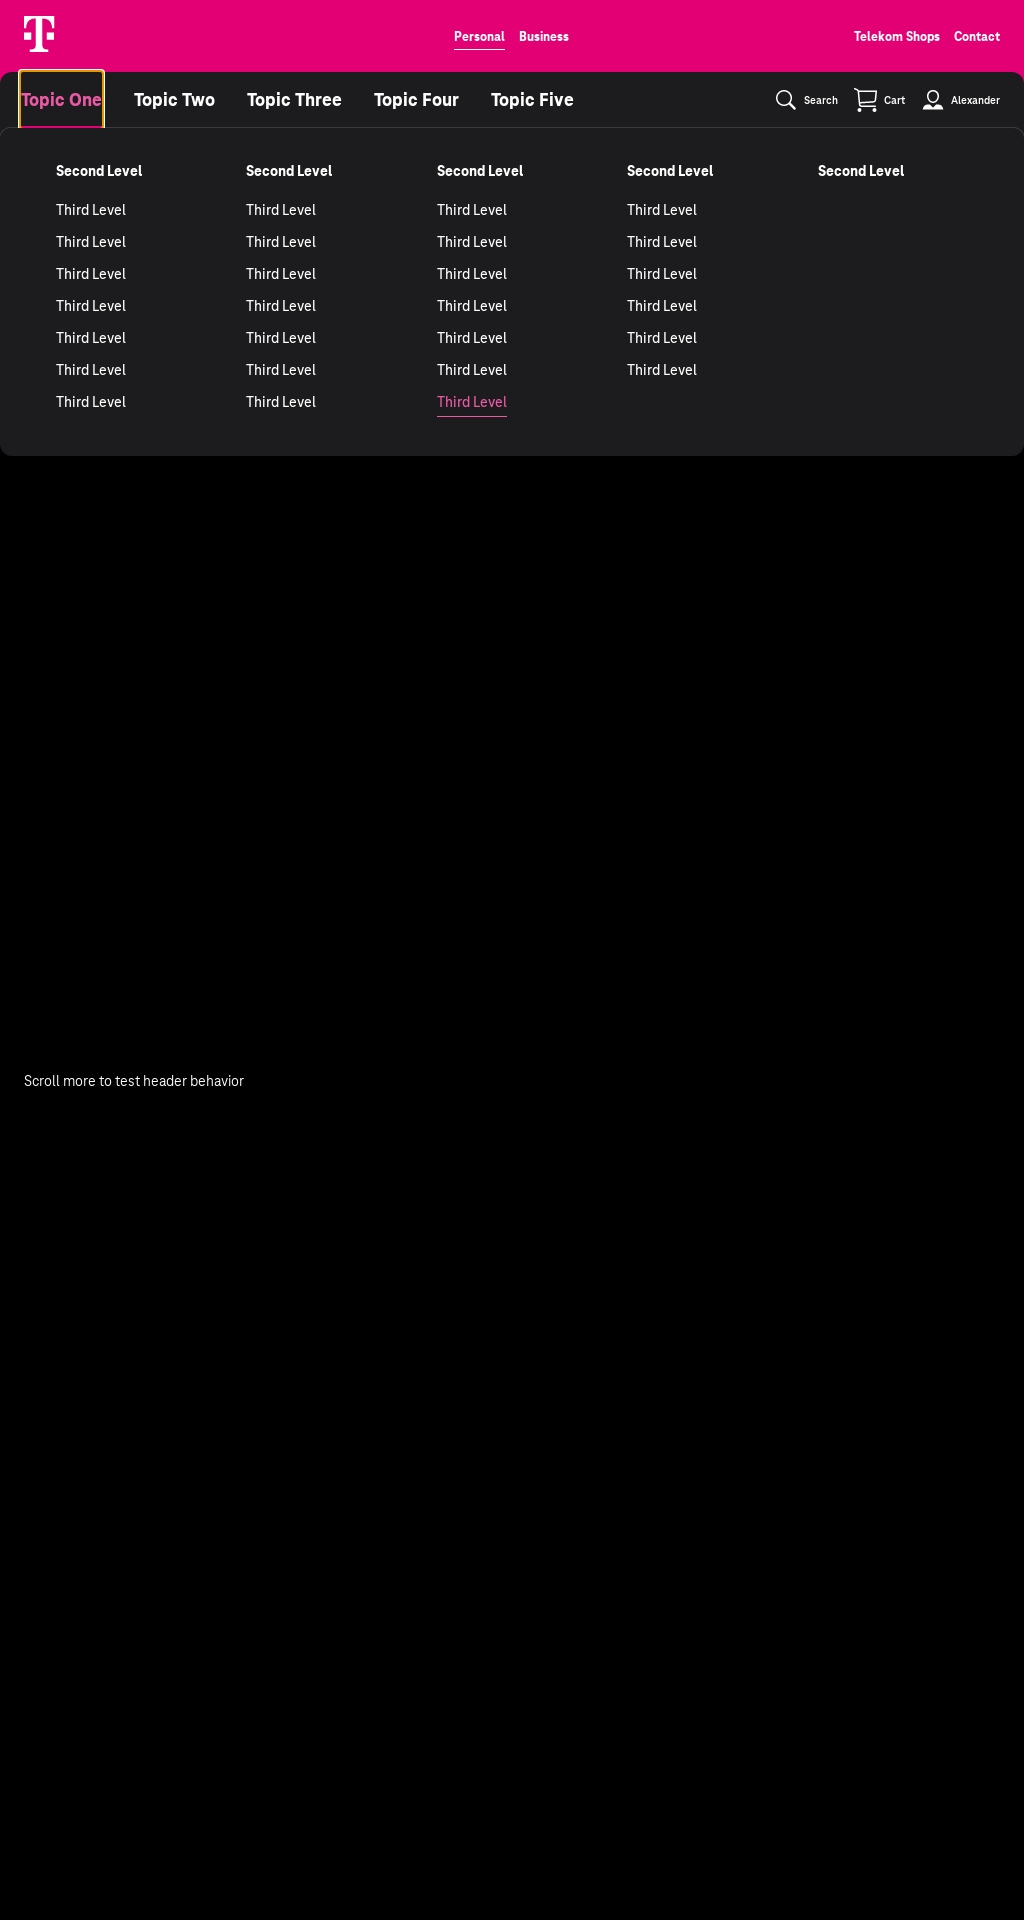 Personal Business Telekom Shops Contact
Topic One Topic Two Topic Three Topic Four Topic Five Search Cart Alexander
Second Level Second Level Second Level Second Level Second Level
Third Level Third Level Third Level Third Level
Third Level Third Level Third Level Third Level
Third Level Third Level Third Level Third Level
Third Level Third Level Third Level Third Level
Third Level Third Level Third Level Third Level
Third Level Third Level Third Level Third Level
Third Level Third Level Third Level
Scroll more to test header behavior